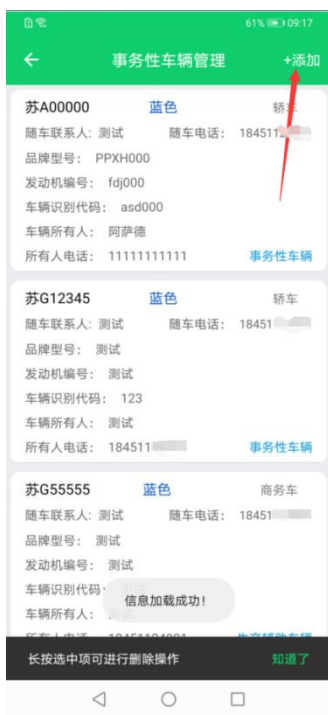 61% 09:17
事务性车辆管理 +添加
苏A00000 蓝色 轿车
随车联系人: 测试 随车电话: 184511
品牌型号: PPXH000
发动机编号: fdj000
车辆识别代码: asd000
车辆所有人: 阿萨德
所有人电话: 11111111111 事务性车辆
苏G12345 蓝色 轿车
随车联系人: 测试 随车电话: 18451
品牌型号: 测试
发动机编号: 测试
车辆识别代码: 123
车辆所有人: 测试
所有人电话: 184511 事务性车辆
苏G55555 蓝色 商务车
随车联系人: 测试 随车电话: 18451
品牌型号: 测试
发动机编号: 测试
车辆识别代码:
信息加载成功!
车辆所有人:
长按选中项可进行删除操作 知道了